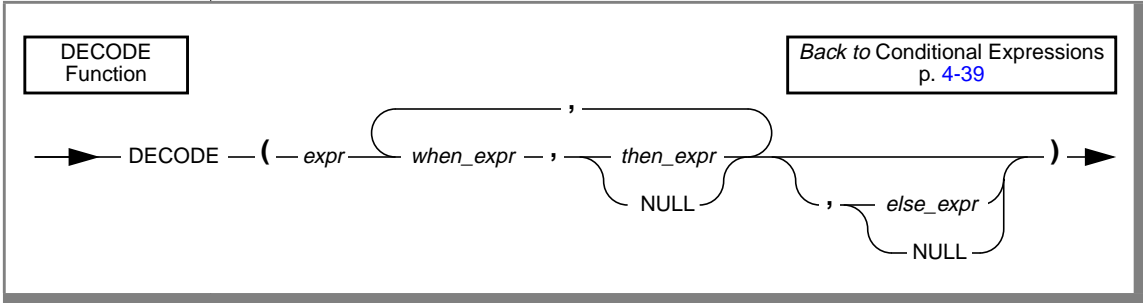 DECODE
Function
Back to Conditional Expressions
p. 4-39
,
DECODE ( expr when_expr , then_expr )
NULL , else_expr
NULL